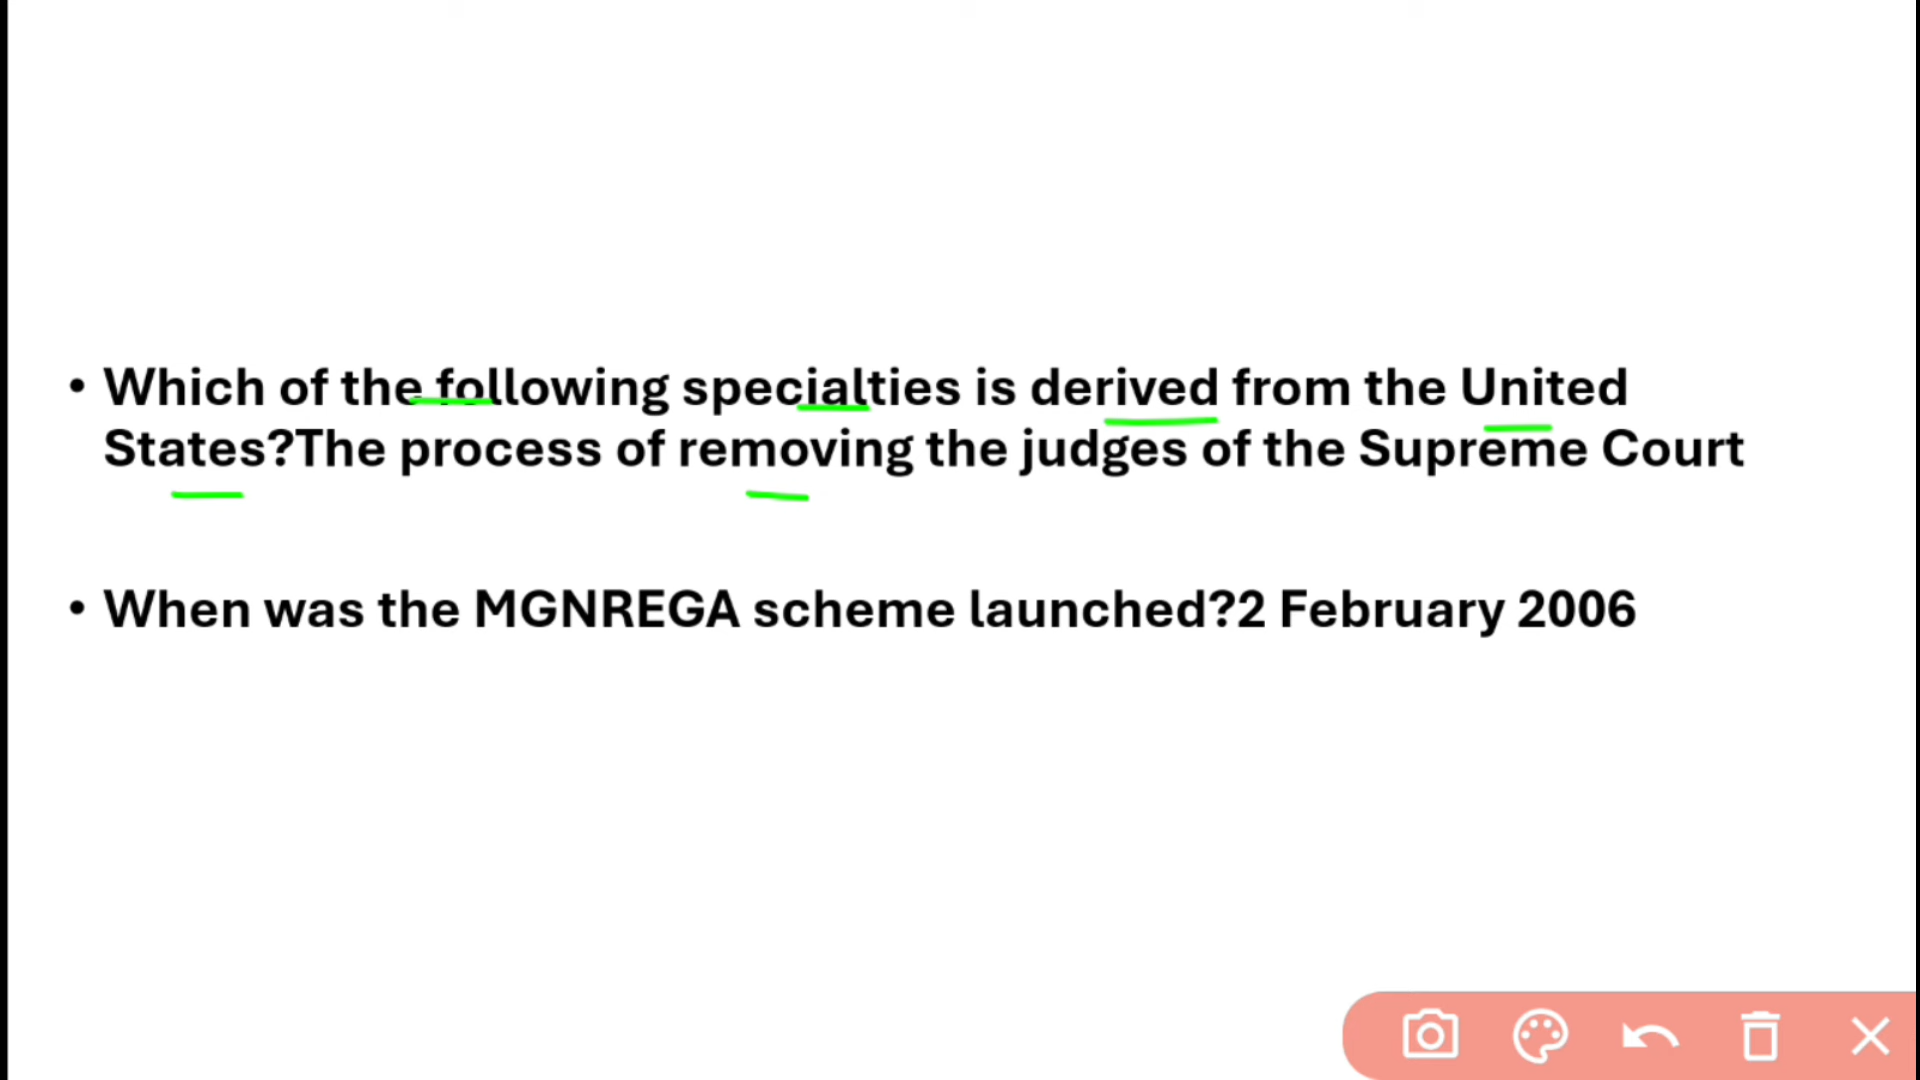 • Which of the following specialties is derived from the United
States?The process of removing the judges of the Supreme Court
• When was the MGNREGA scheme launched?2 February 2006